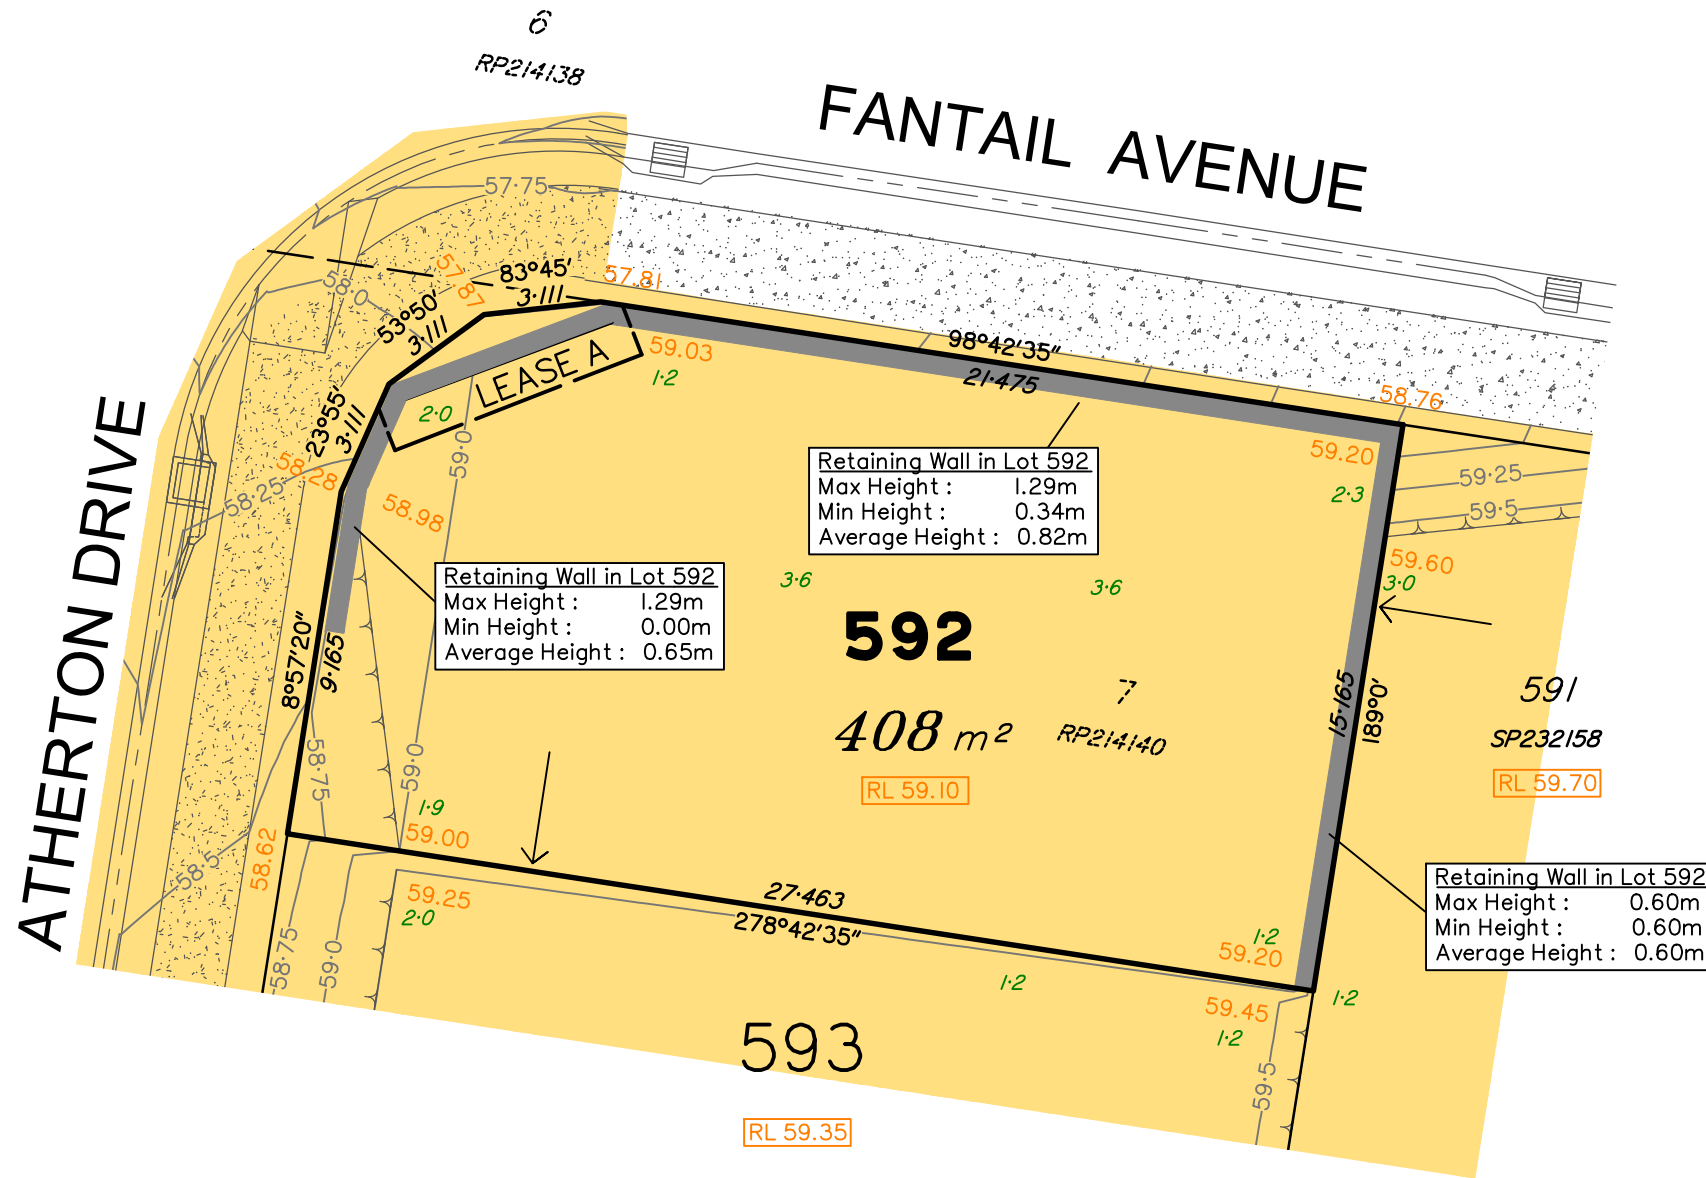 6
RP214138
FANTAIL AVENUE
57·75
58·0
57.87
83°45'
3·111
57.81
53°50'
3·111
LEASE A
59.03
1·2
98°42'35"
21·475
58.76
23°55'
3·111
2·0
59·0
58.28
58·25
58.98
59.20
2·3
59·25
59·5
59.60
3·0
Retaining Wall in Lot 592
Max Height : 1.29m
Min Height : 0.34m
Average Height : 0.82m
Retaining Wall in Lot 592
Max Height : 1.29m
Min Height : 0.00m
Average Height : 0.65m
3·6
3·6
592
408 m²
RL 59.10
7
RP214140
ATHERTON DRIVE
8°57'20"
9·165
15·165
189°0'
591
SP232158
RL 59.70
58·75
59·0
1·9
59.00
58.62
58·5
59.25
2·0
58·75
59·0
27·463
278°42'35"
1·2
59.20
1·2
59.45
1·2
1·2
59·5
Retaining Wall in Lot 592
Max Height : 0.60m
Min Height : 0.60m
Average Height : 0.60m
593
RL 59.35